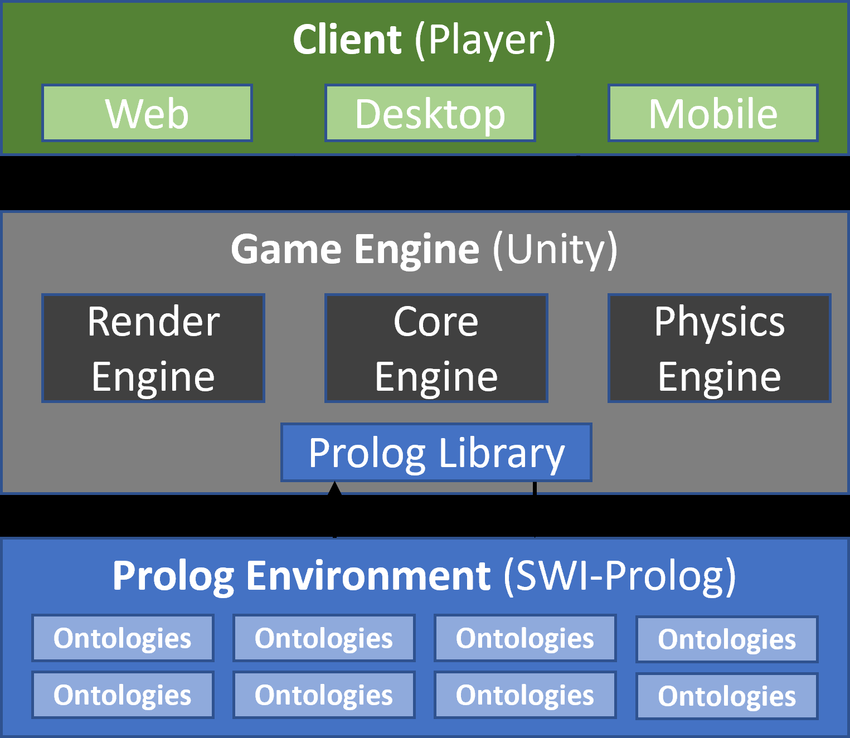 Client (Player)
Web Desktop Mobile
Game Engine (Unity)
Render Core Physics
Engine Engine Engine
Prolog Library
Prolog Environment (SWI-Prolog)
Ontologies Ontologies Ontologies Ontologies
Ontologies Ontologies Ontologies Ontologies